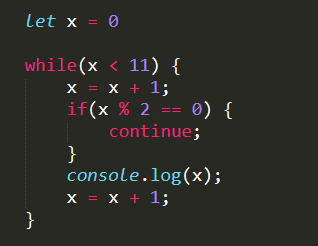 let x = 0
while(x < 11) {
x = x + 1;
if(x % 2 == 0) {
continue;
}
console.log(x);
x = x + 1;
}